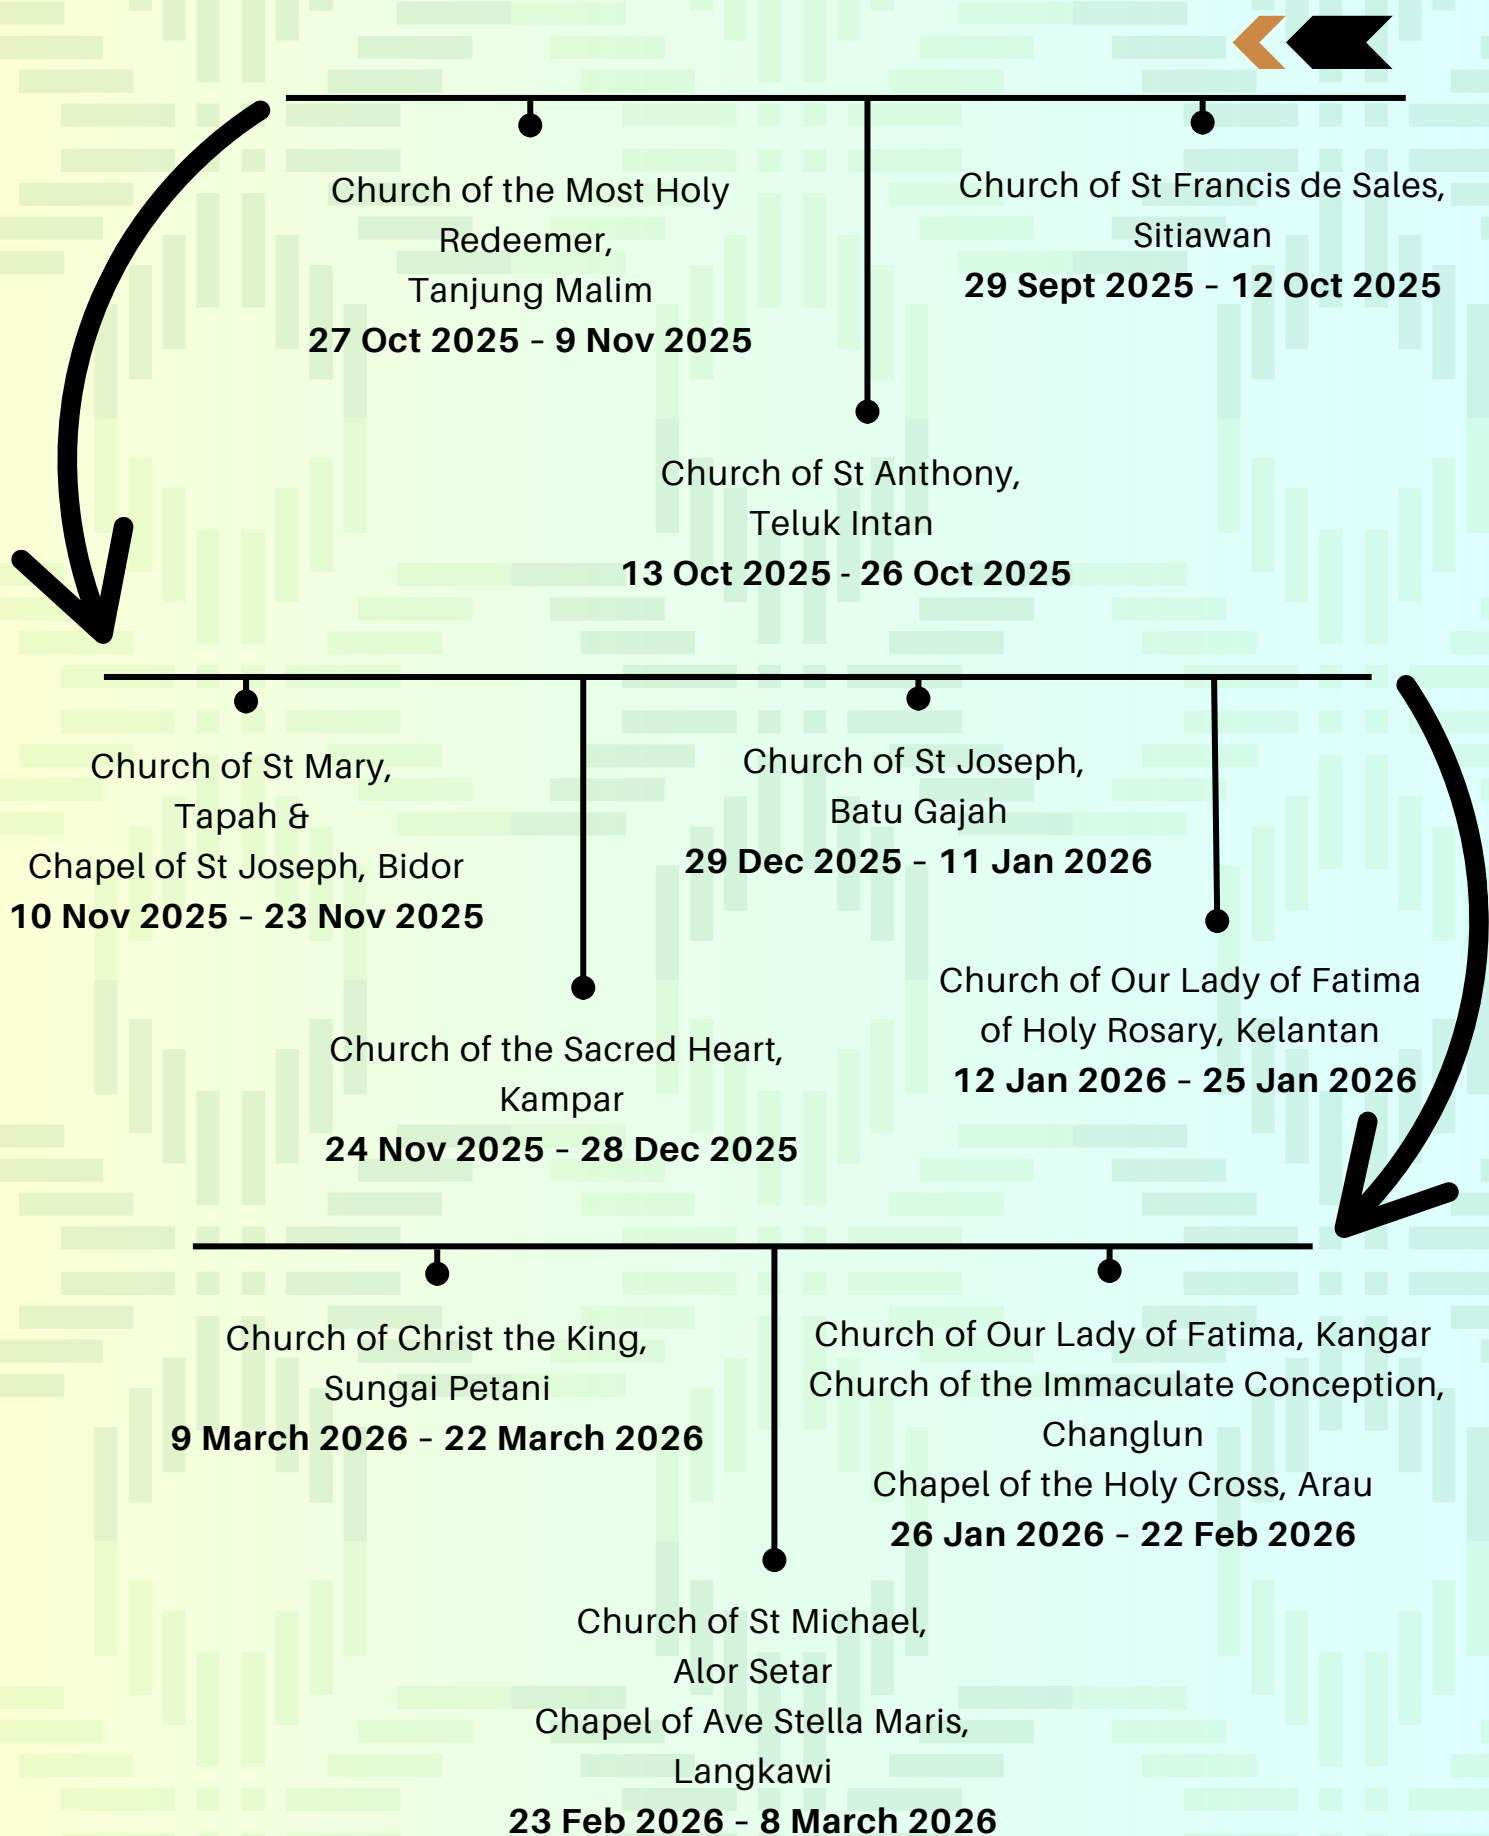 Church of the Most Holy
Redeemer,
Tanjung Malim
27 Oct 2025 – 9 Nov 2025
Church of St Francis de Sales,
Sitiawan
29 Sept 2025 – 12 Oct 2025
Church of St Anthony,
Teluk Intan
13 Oct 2025 - 26 Oct 2025
Church of St Mary,
Tapah &
Chapel of St Joseph, Bidor
10 Nov 2025 – 23 Nov 2025
Church of St Joseph,
Batu Gajah
29 Dec 2025 – 11 Jan 2026
Church of the Sacred Heart,
Kampar
24 Nov 2025 – 28 Dec 2025
Church of Our Lady of Fatima
of Holy Rosary, Kelantan
12 Jan 2026 – 25 Jan 2026
Church of Christ the King,
Sungai Petani
9 March 2026 – 22 March 2026
Church of Our Lady of Fatima, Kangar
Church of the Immaculate Conception,
Changlun
Chapel of the Holy Cross, Arau
26 Jan 2026 – 22 Feb 2026
Church of St Michael,
Alor Setar
Chapel of Ave Stella Maris,
Langkawi
23 Feb 2026 – 8 March 2026